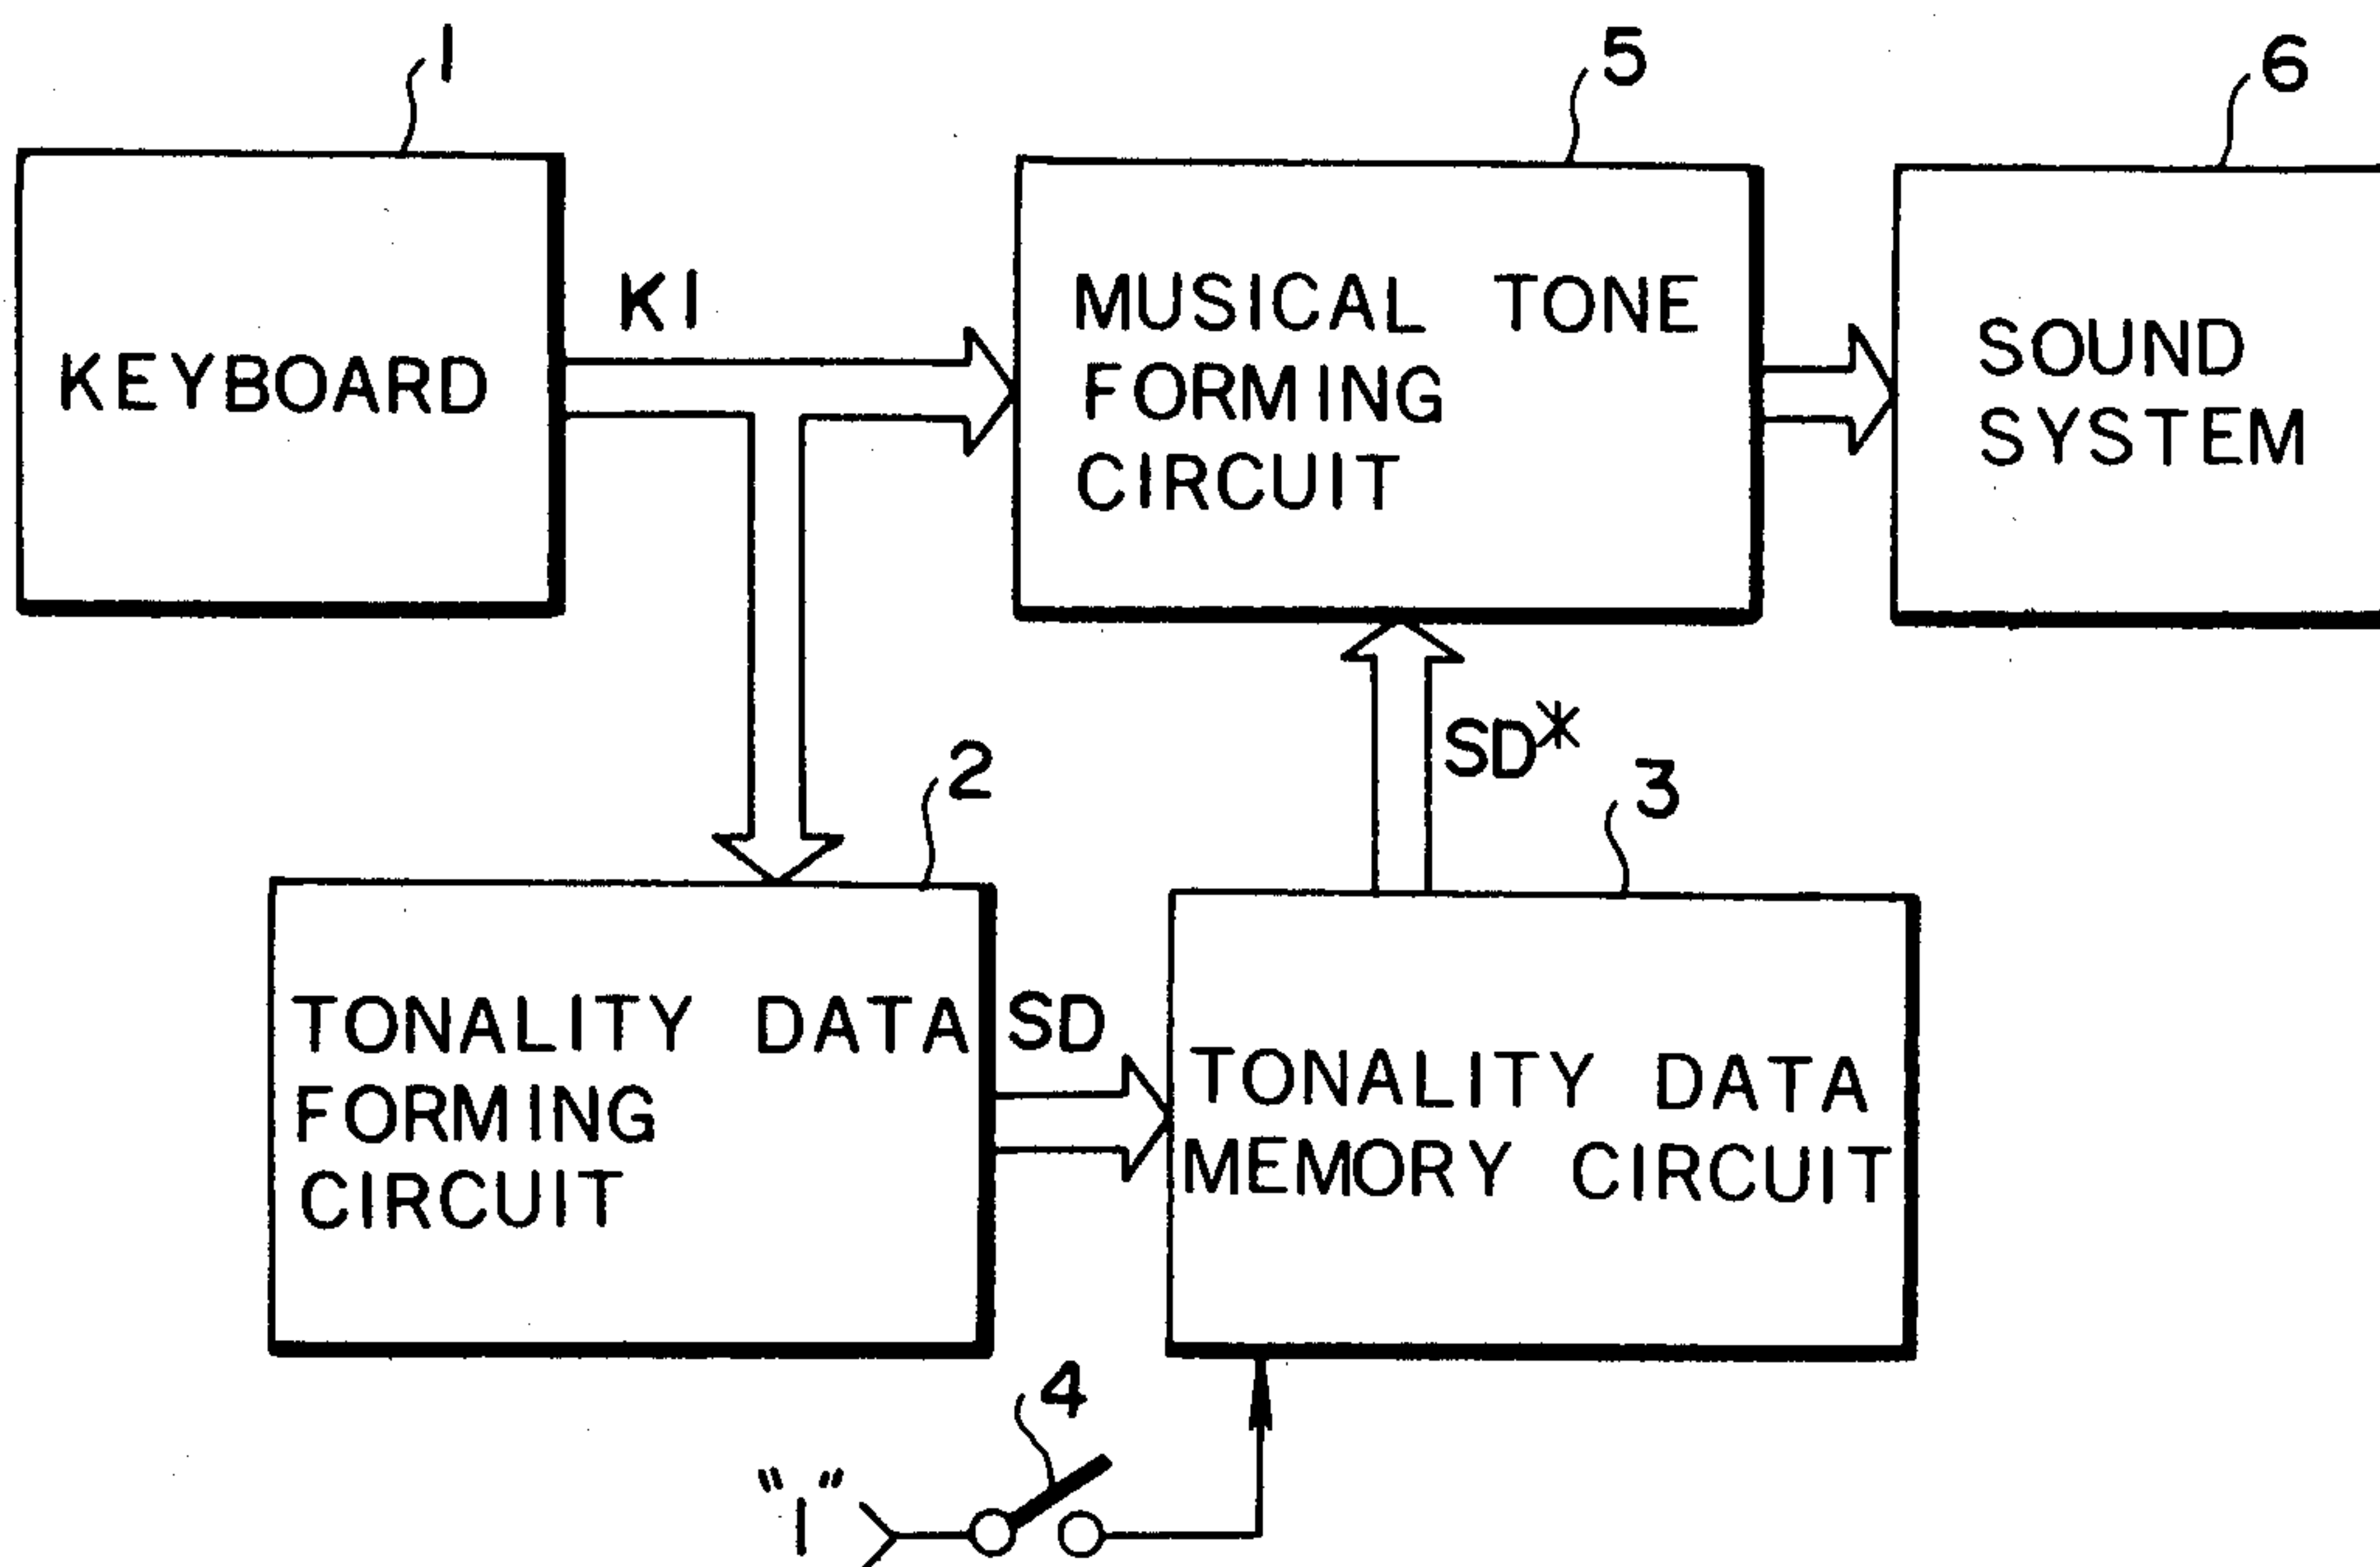 1
5
6
KEYBOARD
KI
MUSICAL TONE
FORMING
CIRCUIT
SOUND
SYSTEM
2
SD*
3
TONALITY DATA
FORMING
CIRCUIT
SD
TONALITY DATA
MEMORY CIRCUIT
4
"1"